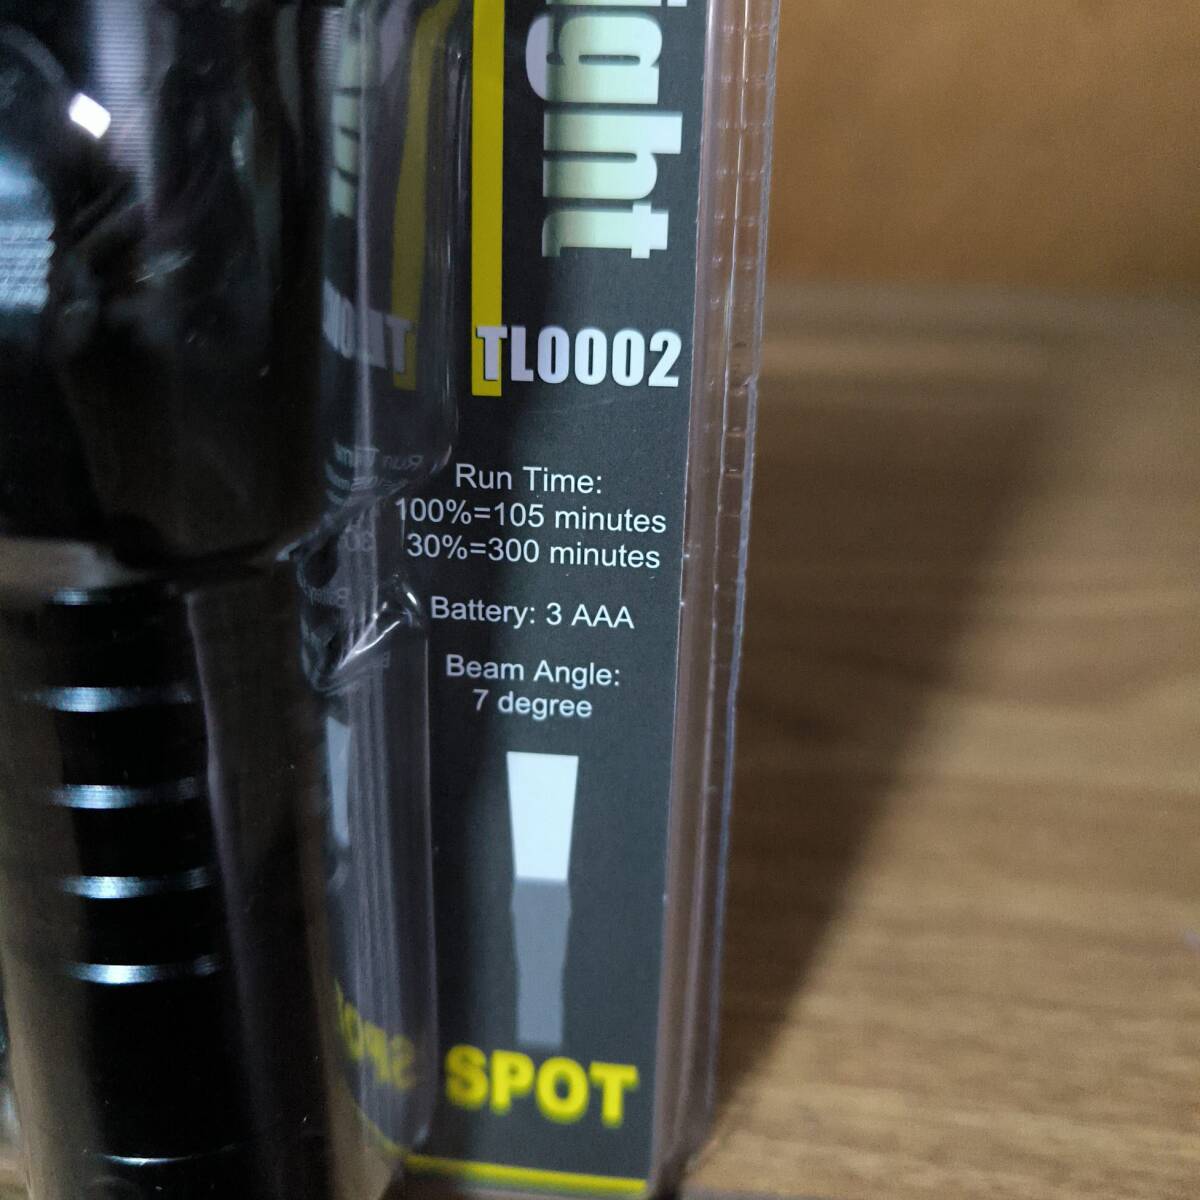 ight
TL0002
Run Time:
100%=105 minutes
30%=300 minutes
Battery: 3 AAA
Beam Angle:
7 degree
SPOT